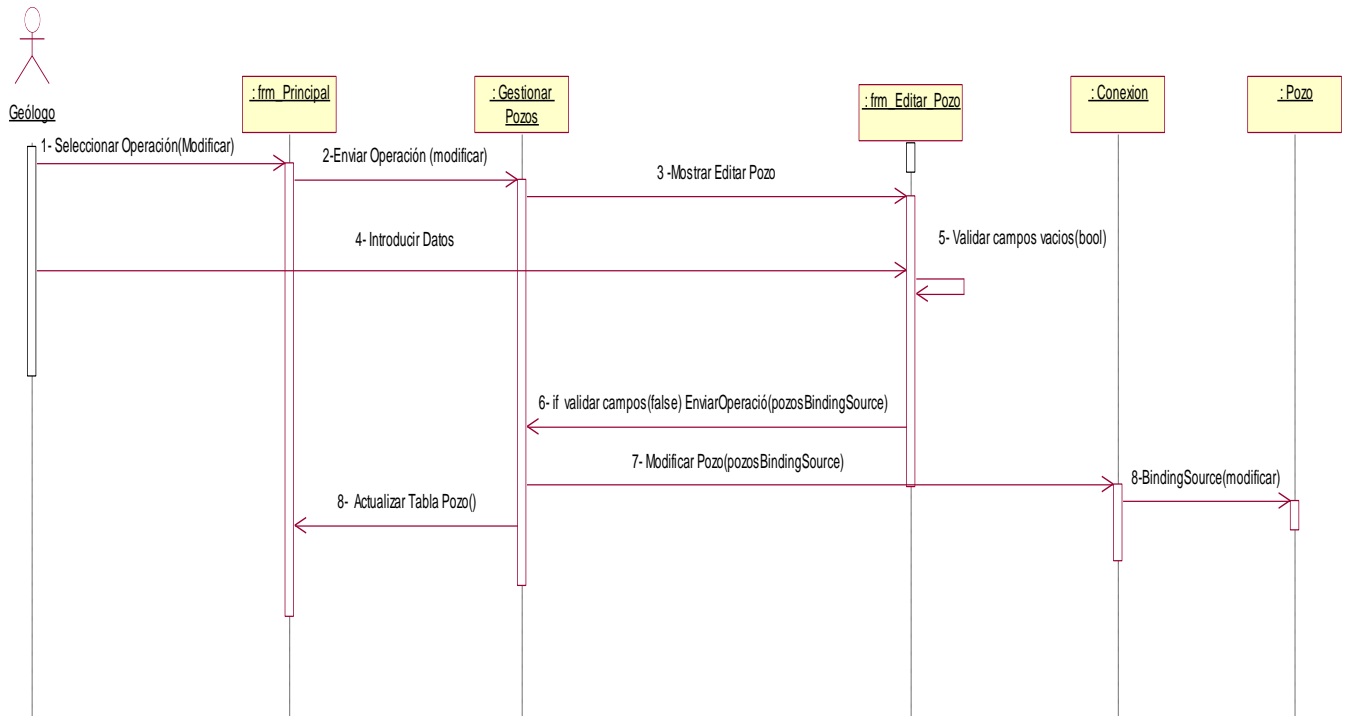 : frm_Principal
: Gestionar
Pozos
: frm_Editar_Pozo
: Conexion
: Pozo
Geólogo
1- Seleccionar Operación(Modificar)
2-Enviar Operación (modificar)
3 -Mostrar Editar Pozo
4- Introducir Datos
5- Validar campos vacios(bool)
6- if validar campos(false) EnviarOperació(pozosBindingSource)
7- Modificar Pozo(pozosBindingSource)
8-BindingSource(modificar)
8- Actualizar Tabla Pozo()